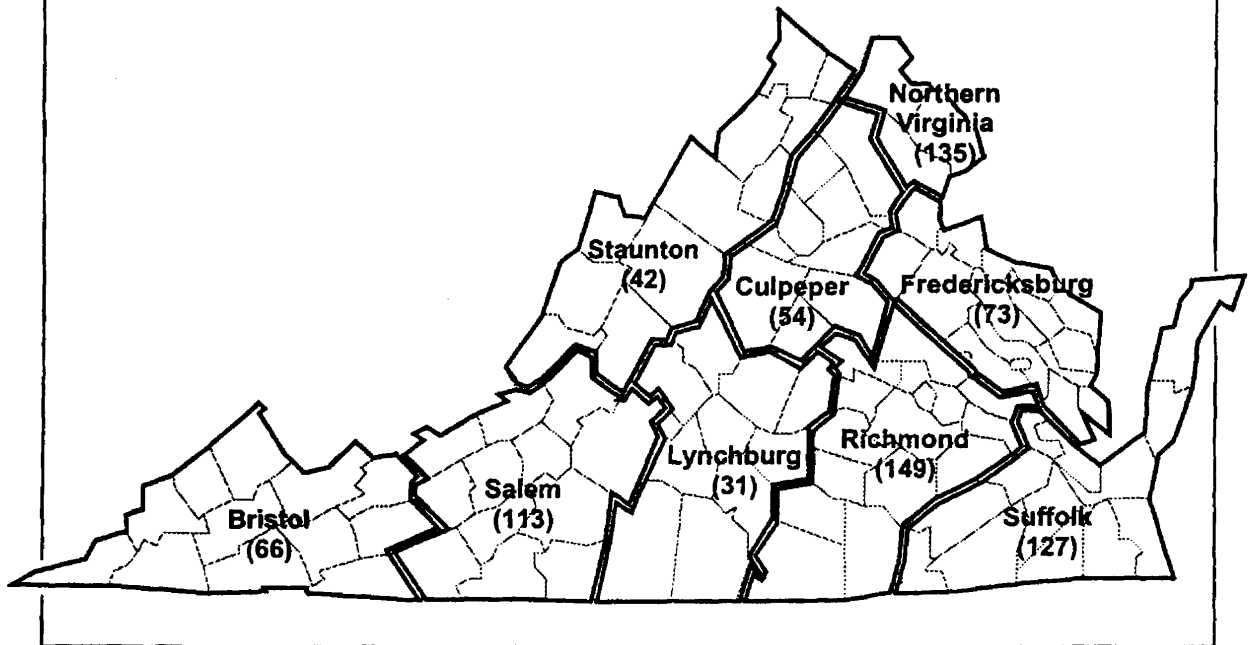 Northern
Virginia
(135)
Staunton
(42)
Culpeper
(54)
Fredericksburg
(73)
Richmond
(149)
Lynchburg
(31)
Salem
(113)
Bristol
(66)
Suffolk
(127)